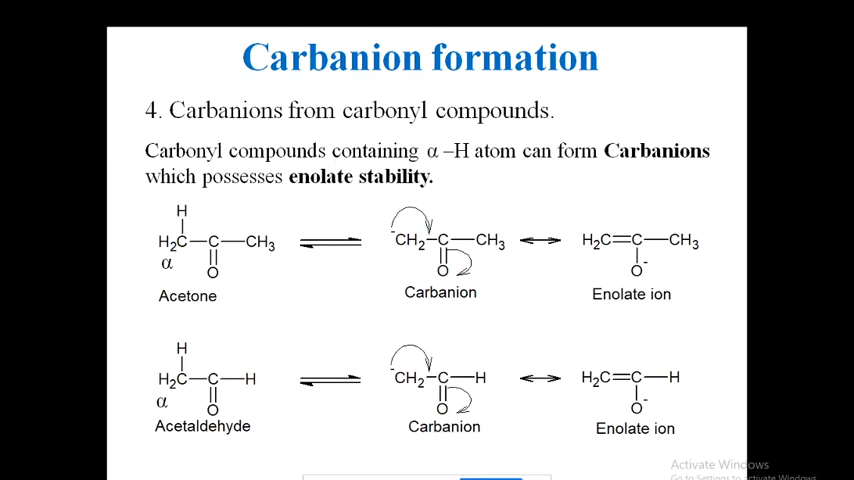 Carbanion formation
4. Carbanions from carbonyl compounds.
Carbonyl compounds containing α –H atom can form Carbanions
which possesses enolate stability.
H
H₂C—C—CH₃
α
O
Acetone
⁻CH₂—C—CH₃
O
Carbanion
H₂C=C—CH₃
O⁻
Enolate ion
H
H₂C—C—H
α
O
Acetaldehyde
⁻CH₂—C—H
O
Carbanion
H₂C=C—H
O⁻
Enolate ion
Activate Windows
Go to Settings to activate Windows.